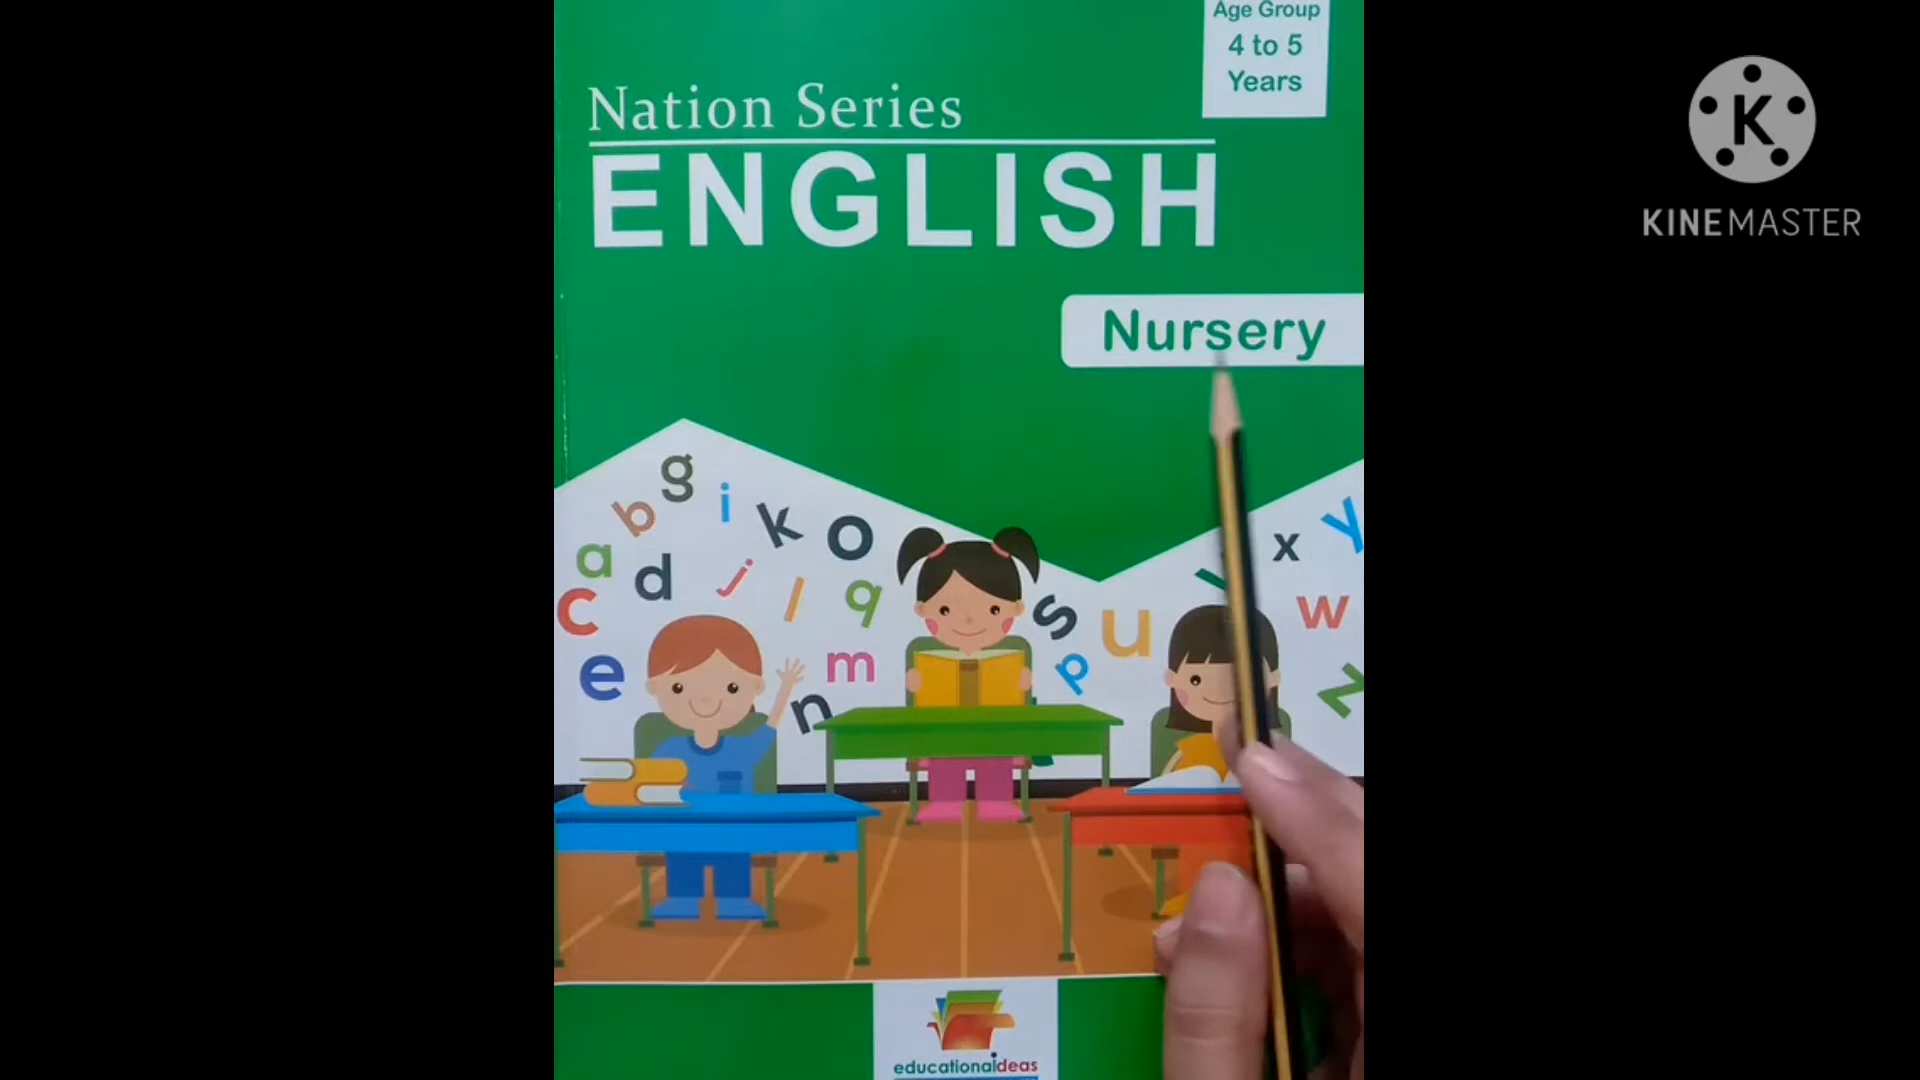 Age Group
4 to 5
Years
Nation Series
ENGLISH
Nursery
K
KINEMASTER
g
b
i
k
o
a
d
j
l
q
c
e
m
n
s
u
p
x
y
w
z
educationalideas